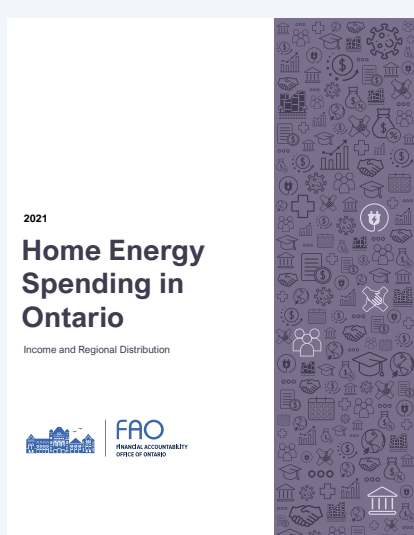 2021
Home Energy
Spending in
Ontario
Income and Regional Distribution
FAO
FINANCIAL ACCOUNTABILITY
OFFICE OF ONTARIO